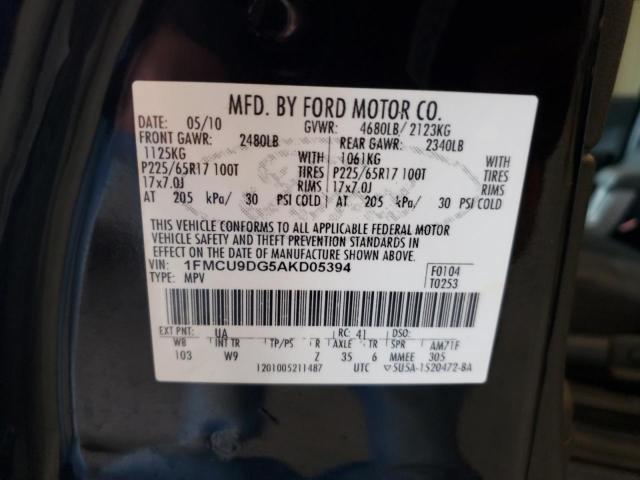 MFD. BY FORD MOTOR CO.
DATE: 05/10 GVWR: 4680LB/2123KG
FRONT GAWR: 2480LB REAR GAWR: 2340LB
1125KG WITH 1061KG WITH
P225/65R17 100T TIRES P225/65R17 100T TIRES
17x7.0J RIMS 17x7.0J RIMS
AT 205 kPa/ 30 PSI COLD AT 205 kPa/ 30 PSI COLD
THIS VEHICLE CONFORMS TO ALL APPLICABLE FEDERAL MOTOR
VEHICLE SAFETY AND THEFT PREVENTION STANDARDS IN
EFFECT ON THE DATE OF MANUFACTURE SHOWN ABOVE.
VIN: 1FMCU9DG5AKD05394 F0104
TYPE: MPV T0253
EXT PNT: UA RC: 41 DSO:
WB INT TR TP/PS R AXLE TR SPR AM71F
103 W9 Z 35 6 MMEE 305
1201005211487 UTC 5U5A-1520472-BA